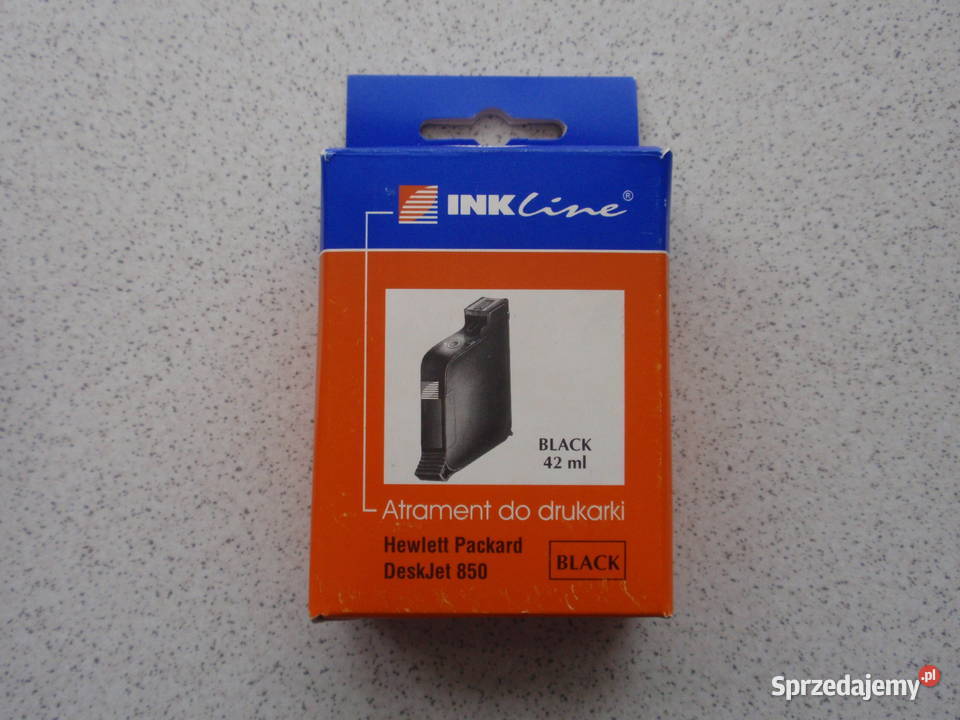 INKLine®
BLACK
42 ml
Atrament do drukarki
Hewlett Packard
DeskJet 850
BLACK
Sprzedajemy.pl